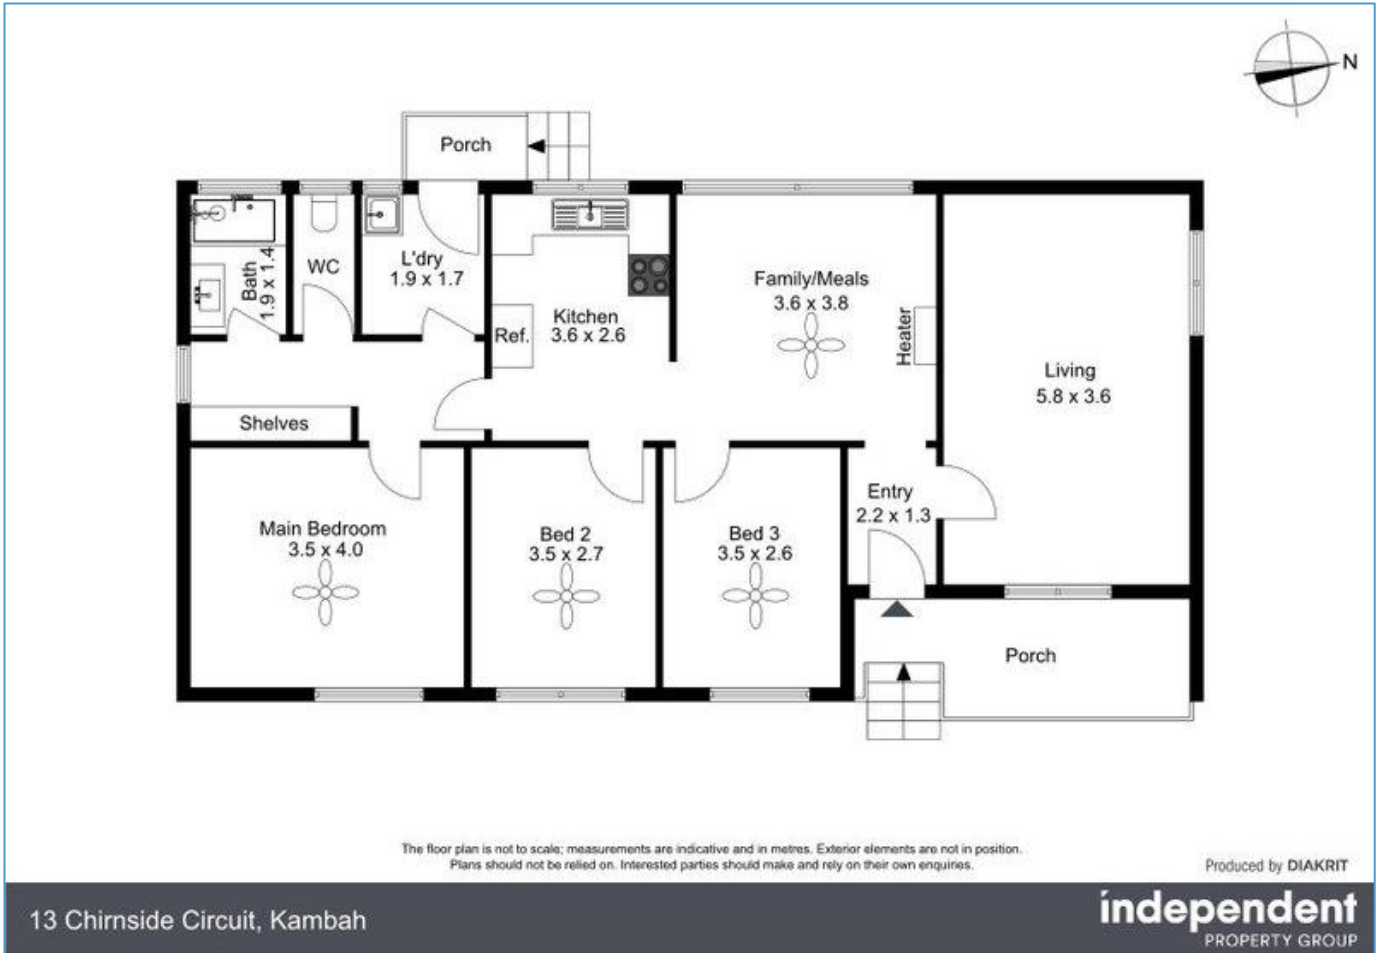 N
Porch
Bath
1.9 x 1.4
WC
L'dry
1.9 x 1.7
Kitchen
3.6 x 2.6
Ref.
Family/Meals
3.6 x 3.8
Heater
Living
5.8 x 3.6
Shelves
Main Bedroom
3.5 x 4.0
Bed 2
3.5 x 2.7
Bed 3
3.5 x 2.6
Entry
2.2 x 1.3
Porch
The floor plan is not to scale; measurements are indicative and in metres. Exterior elements are not in position.
Plans should not be relied on. Interested parties should make and rely on their own enquiries.
Produced by DIAKRIT
13 Chirnside Circuit, Kambah
independent
PROPERTY GROUP